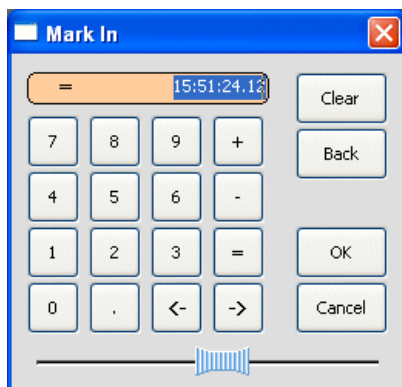 Mark In
= 15:51:24.12
Clear
7 8 9 +
Back
4 5 6 -
1 2 3 =
OK
0 . <- ->
Cancel